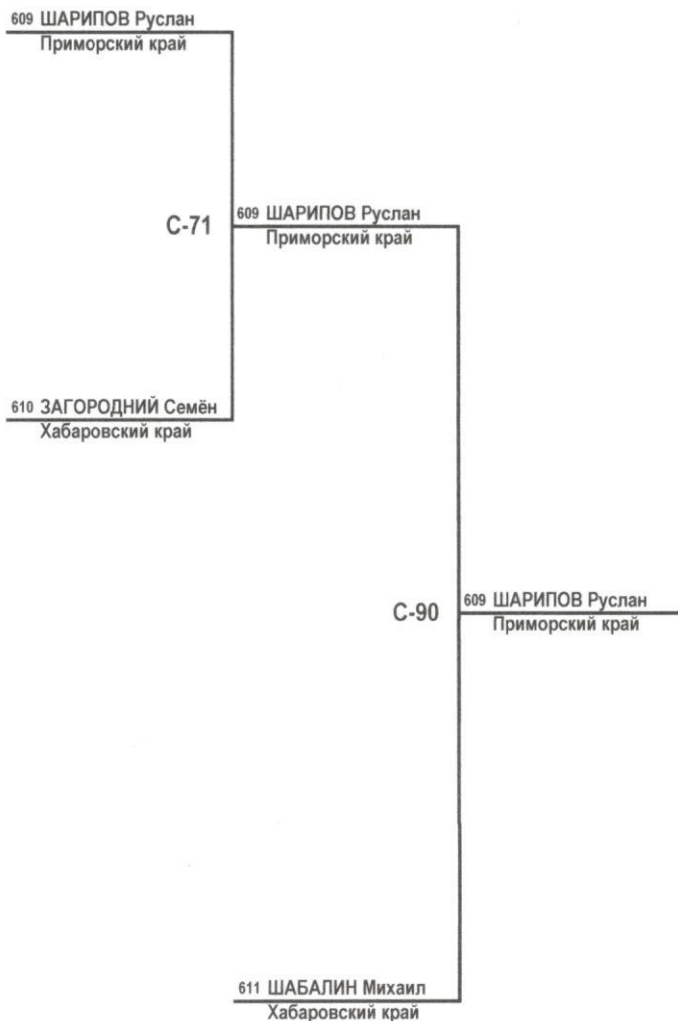 609 ШАРИПОВ Руслан
Приморский край
С-71
609 ШАРИПОВ Руслан
Приморский край
610 ЗАГОРОДНИЙ Семён
Хабаровский край
С-90
609 ШАРИПОВ Руслан
Приморский край
611 ШАБАЛИН Михаил
Хабаровский край